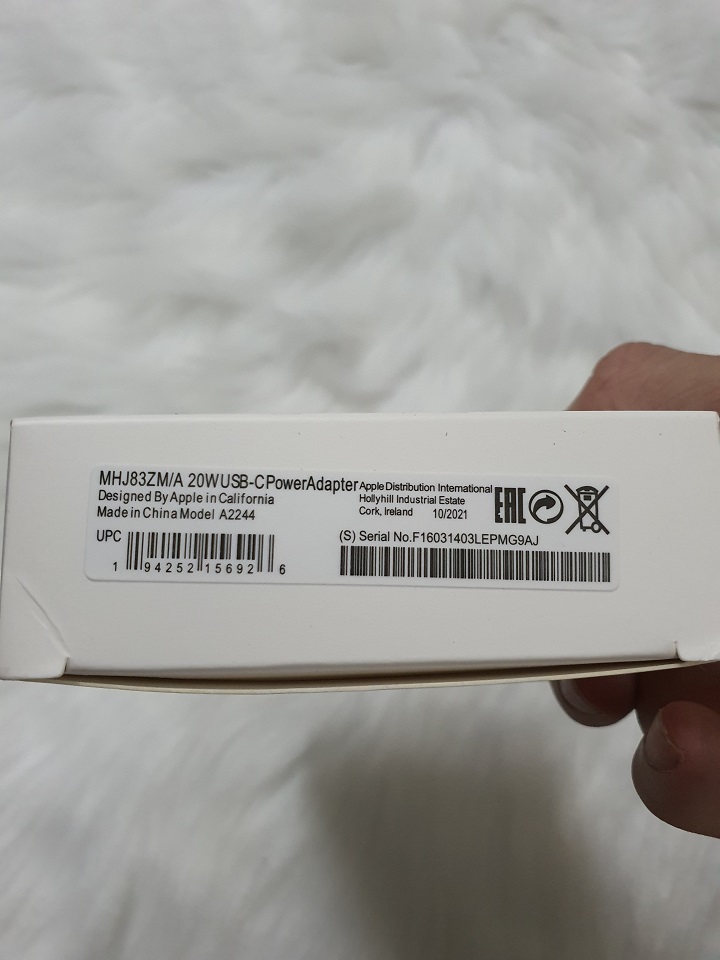 MHJ83ZM/A 20WUSB-CPowerAdapter
Designed By Apple in California
Made in China Model A2244
Apple Distribution International
Hollyhill Industrial Estate
Cork, Ireland 10/2021
EAC
UPC
1 94252 15692 6
(S) Serial No.F16031403LEPMG9AJ